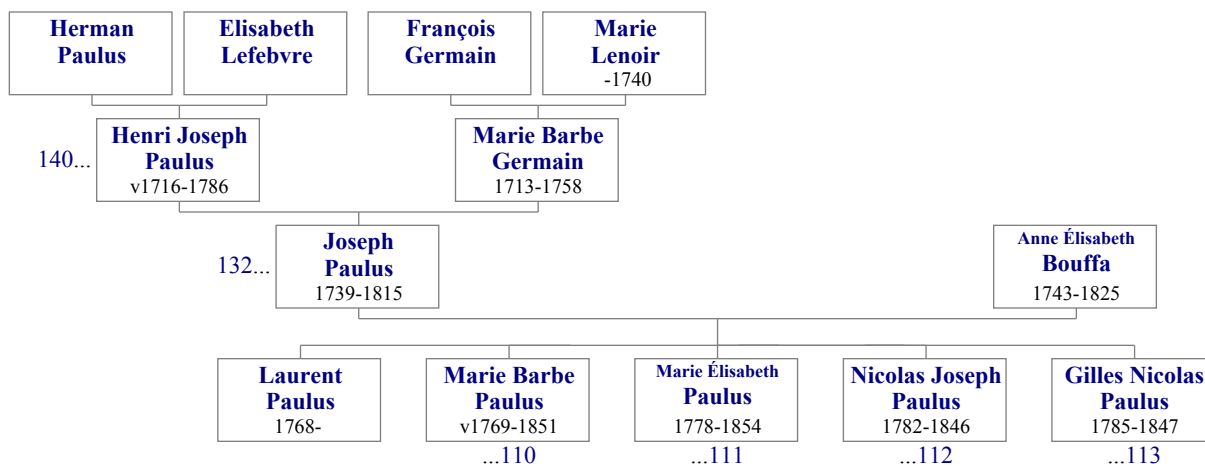 Herman
Paulus
Elisabeth
Lefebvre
François
Germain
Marie
Lenoir
-1740
140...
Henri Joseph
Paulus
v1716-1786
Marie Barbe
Germain
1713-1758
132...
Joseph
Paulus
1739-1815
Anne Élisabeth
Bouffa
1743-1825
Laurent
Paulus
1768-
Marie Barbe
Paulus
v1769-1851
...110
Marie Élisabeth
Paulus
1778-1854
...111
Nicolas Joseph
Paulus
1782-1846
...112
Gilles Nicolas
Paulus
1785-1847
...113